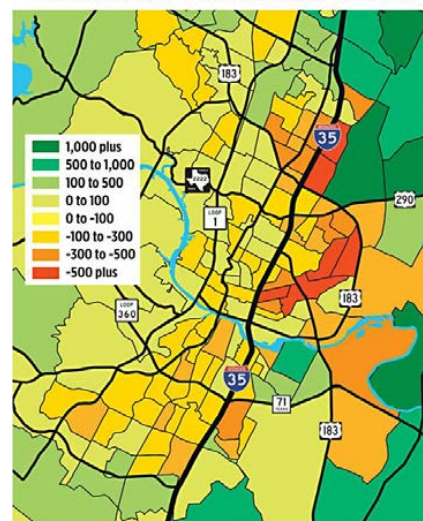 183
35
1,000 plus
500 to 1,000
100 to 500
0 to 100
0 to -100
-100 to -300
-300 to -500
-500 plus
2222
LOOP
1
290
LOOP
360
183
35
71
183